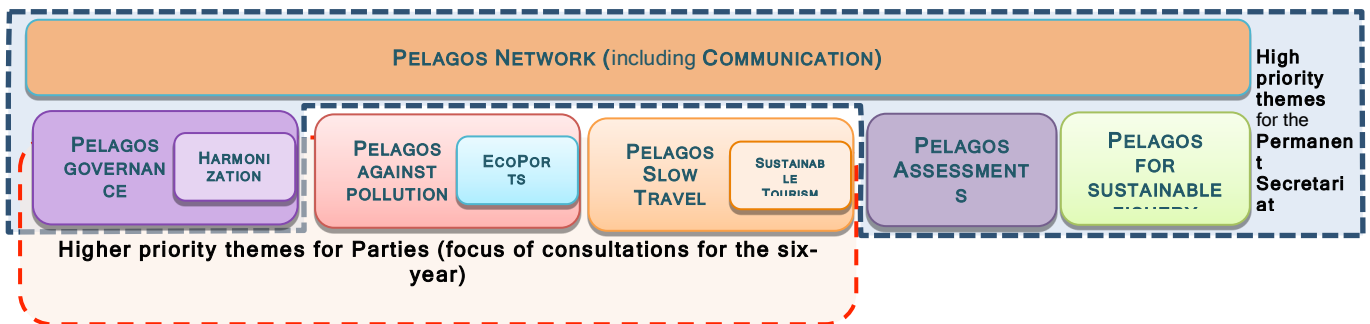 PELAGOS NETWORK (including COMMUNICATION)
High
priority
themes
for the
Permanen
t
Secretari
at
PELAGOS
GOVERNAN
CE
HARMONI
ZATION
PELAGOS
AGAINST
POLLUTION
ECOPOR
TS
PELAGOS
SLOW
TRAVEL
SUSTAINAB
LE
TOURISM
PELAGOS
ASSESSMENT
S
PELAGOS
FOR
SUSTAINABLE
FISHERY
Higher priority themes for Parties (focus of consultations for the six-
year)